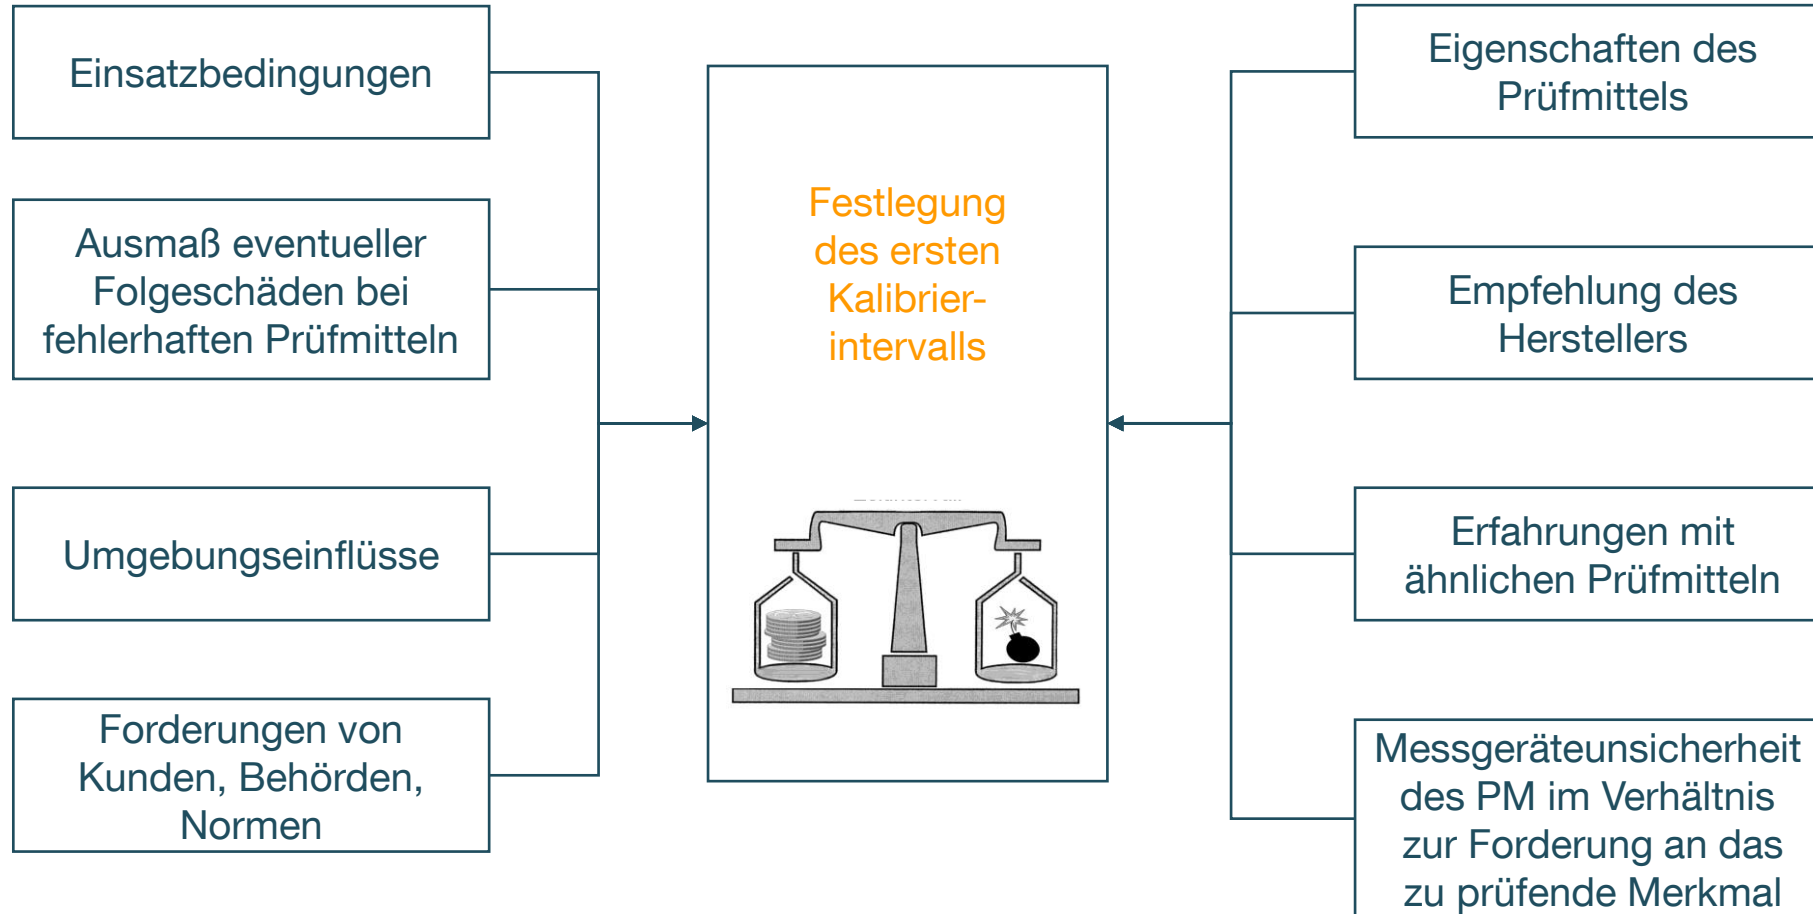 Einsatzbedingungen
Ausmaß eventueller
Folgeschäden bei
fehlerhaften Prüfmitteln
Umgebungseinflüsse
Forderungen von
Kunden, Behörden,
Normen
Festlegung
des ersten
Kalibrier-
intervalls
Eigenschaften des
Prüfmittels
Empfehlung des
Herstellers
Erfahrungen mit
ähnlichen Prüfmitteln
Messgeräteunsicherheit
des PM im Verhältnis
zur Forderung an das
zu prüfende Merkmal